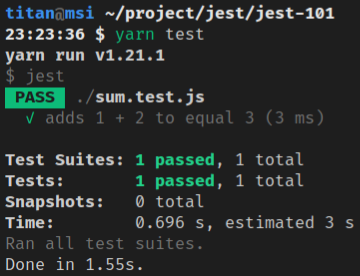 titan@msi ~/project/jest/jest-101
23:23:36 $ yarn test
yarn run v1.21.1
$ jest
PASS ./sum.test.js
√ adds 1 + 2 to equal 3 (3 ms)
Test Suites: 1 passed, 1 total
Tests: 1 passed, 1 total
Snapshots: 0 total
Time: 0.696 s, estimated 3 s
Ran all test suites.
Done in 1.55s.